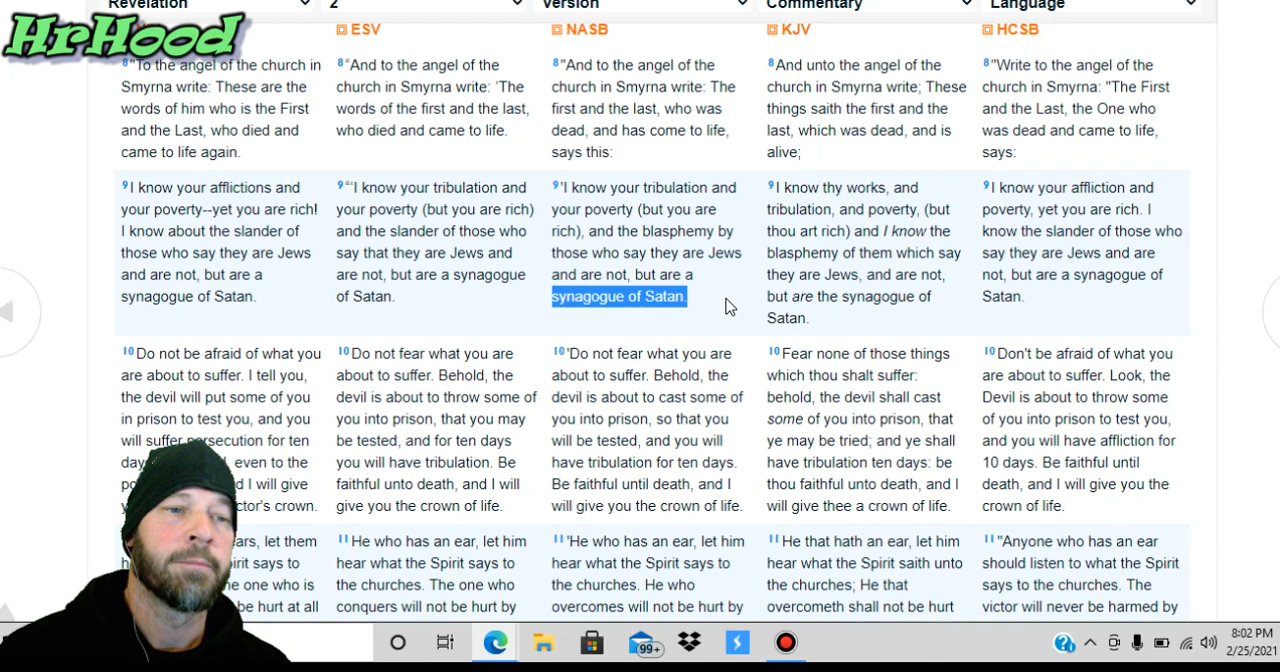 Revelation
2
Version
Commentary
Language
HrHood
ESV
NASB
KJV
HCSB
8"To the angel of the church in
Smyrna write: These are the
words of him who is the First
and the Last, who died and
came to life again.
8“And to the angel of the
church in Smyrna write: ‘The
words of the first and the last,
who died and came to life.
8"And to the angel of the
church in Smyrna write: The
first and the last, who was
dead, and has come to life,
says this:
8And unto the angel of the
church in Smyrna write; These
things saith the first and the
last, which was dead, and is
alive;
8"Write to the angel of the
church in Smyrna: "The First
and the Last, the One who
was dead and came to life,
says:
9I know your afflictions and
your poverty--yet you are rich!
I know about the slander of
those who say they are Jews
and are not, but are a
synagogue of Satan.
9“‘I know your tribulation and
your poverty (but you are rich)
and the slander of those who
say that they are Jews and
are not, but are a synagogue
of Satan.
9'I know your tribulation and
your poverty (but you are
rich), and the blasphemy by
those who say they are Jews
and are not, but are a
synagogue of Satan.
9I know thy works, and
tribulation, and poverty, (but
thou art rich) and I know the
blasphemy of them which say
they are Jews, and are not,
but are the synagogue of
Satan.
9I know your affliction and
poverty, yet you are rich. I
know the slander of those who
say they are Jews and are
not, but are a synagogue of
Satan.
10Do not be afraid of what you
are about to suffer. I tell you,
the devil will put some of you
in prison to test you, and you
will suffer persecution for ten
even to the
d I will give
ctor's crown.
10Do not fear what you are
about to suffer. Behold, the
devil is about to throw some of
you into prison, that you may
be tested, and for ten days
you will have tribulation. Be
faithful unto death, and I will
give you the crown of life.
10'Do not fear what you are
about to suffer. Behold, the
devil is about to cast some of
you into prison, so that you
will be tested, and you will
have tribulation for ten days.
Be faithful until death, and I
will give you the crown of life.
10Fear none of those things
which thou shalt suffer:
behold, the devil shall cast
some of you into prison, that
ye may be tried; and ye shall
have tribulation ten days: be
thou faithful unto death, and I
will give thee a crown of life.
10Don't be afraid of what you
are about to suffer. Look, the
Devil is about to throw some
of you into prison to test you,
and you will have affliction for
10 days. Be faithful until
death, and I will give you the
crown of life.
ars, let them
irit says to
he one who is
be hurt at all
11He who has an ear, let him
hear what the Spirit says to
the churches. The one who
conquers will not be hurt by
11'He who has an ear, let him
hear what the Spirit says to
the churches. He who
overcomes will not be hurt by
11He that hath an ear, let him
hear what the Spirit saith unto
the churches; He that
overcometh shall not be hurt
11"Anyone who has an ear
should listen to what the Spirit
says to the churches. The
victor will never be harmed by
99+
8:02 PM
2/25/2021